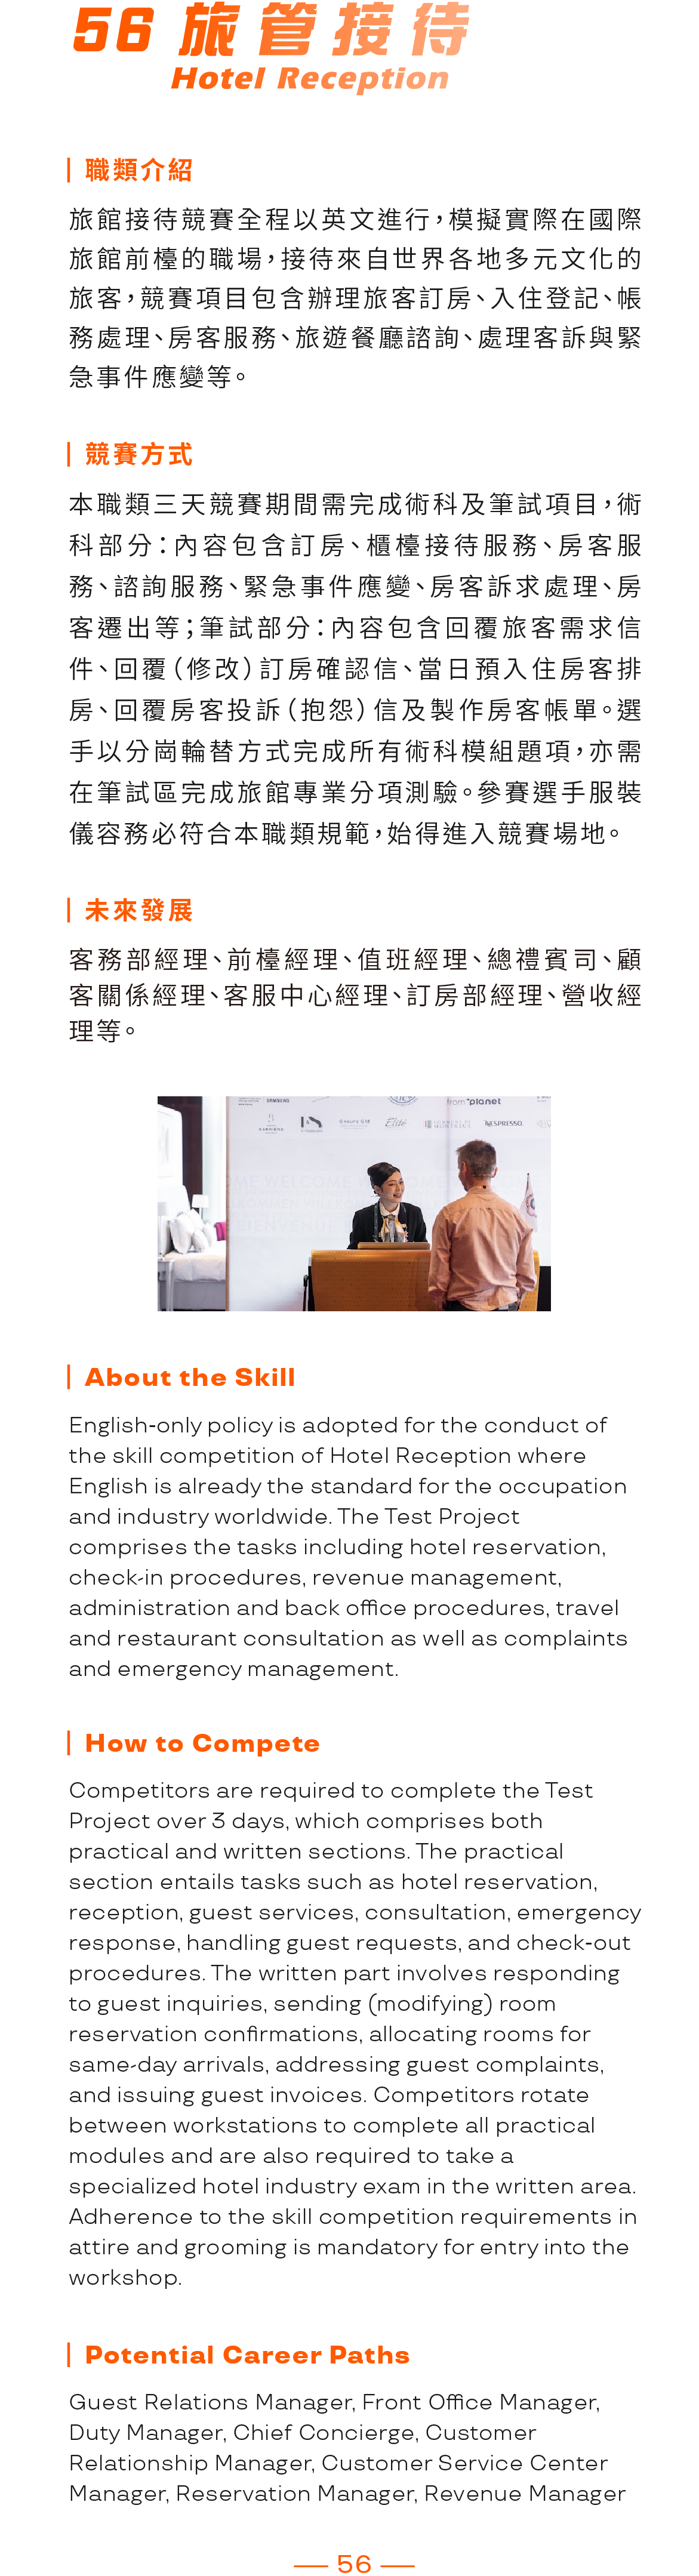 56 旅管接待
Hotel Reception
職類介紹
旅館接待競賽全程以英文進行，模擬實際在國際
旅館前檯的職場，接待來自世界各地多元文化的
旅客，競賽項目包含辦理旅客訂房、入住登記、帳
務處理、房客服務、旅遊餐廳諮詢、處理客訴與緊
急事件應變等。
競賽方式
本職類三天競賽期間需完成術科及筆試項目，術
科部分：內容包含訂房、櫃檯接待服務、房客服
務、諮詢服務、緊急事件應變、房客訴求處理、房
客遷出等；筆試部分：內容包含回覆旅客需求信
件、回覆（修改）訂房確認信、當日預入住房客排
房、回覆房客投訴（抱怨）信及製作房客帳單。選
手以分崗輪替方式完成所有術科模組題項，亦需
在筆試區完成旅館專業分項測驗。參賽選手服裝
儀容務必符合本職類規範，始得進入競賽場地。
未來發展
客務部經理、前檯經理、值班經理、總禮賓司、顧
客關係經理、客服中心經理、訂房部經理、營收經
理等。
SAMSUNG
from °planet
Elité
NESPRESSO.
ME WELCOME WELCOME
KOMMEN WILLKO
BIENVENUE
About the Skill
English-only policy is adopted for the conduct of
the skill competition of Hotel Reception where
English is already the standard for the occupation
and industry worldwide. The Test Project
comprises the tasks including hotel reservation,
check-in procedures, revenue management,
administration and back office procedures, travel
and restaurant consultation as well as complaints
and emergency management.
How to Compete
Competitors are required to complete the Test
Project over 3 days, which comprises both
practical and written sections. The practical
section entails tasks such as hotel reservation,
reception, guest services, consultation, emergency
response, handling guest requests, and check-out
procedures. The written part involves responding
to guest inquiries, sending (modifying) room
reservation confirmations, allocating rooms for
same-day arrivals, addressing guest complaints,
and issuing guest invoices. Competitors rotate
between workstations to complete all practical
modules and are also required to take a
specialized hotel industry exam in the written area.
Adherence to the skill competition requirements in
attire and grooming is mandatory for entry into the
workshop.
Potential Career Paths
Guest Relations Manager, Front Office Manager,
Duty Manager, Chief Concierge, Customer
Relationship Manager, Customer Service Center
Manager, Reservation Manager, Revenue Manager
56